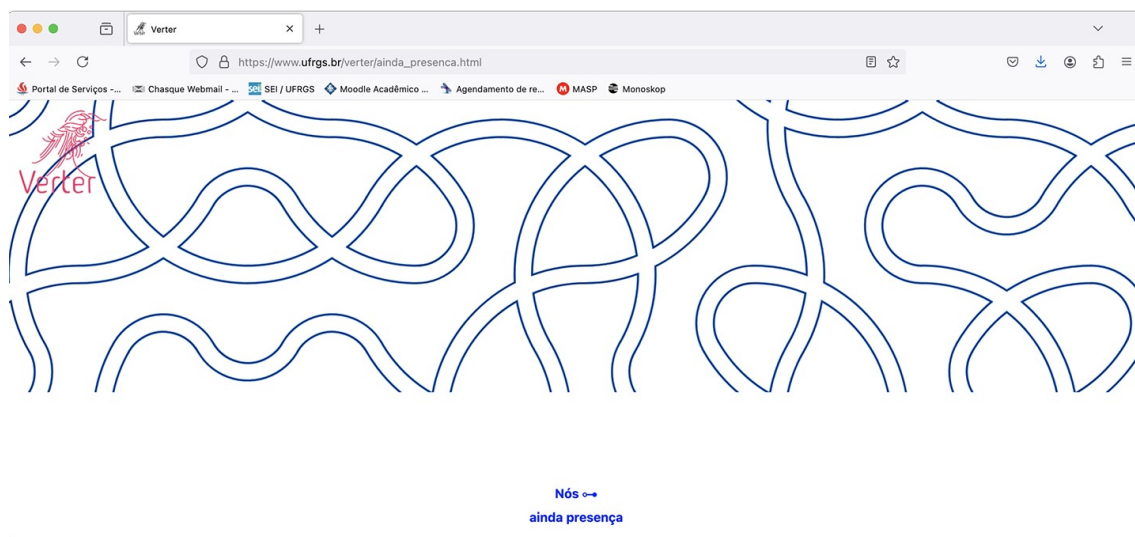 Verter
https://www.ufrgs.br/verter/ainda_presenca.html
Portal de Serviços -... Chasque Webmail - ... sei SEI / UFRGS Moodle Acadêmico ... Agendamento de re... M MASP Monoskop
Verter
Nós
ainda presença